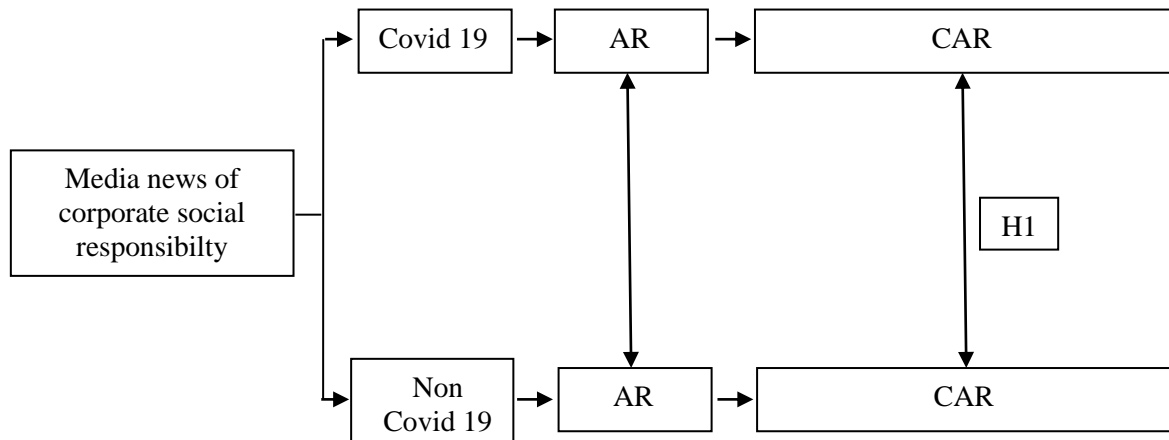 Covid 19
AR
CAR
Media news of
corporate social
responsibilty
H1
Non
Covid 19
AR
CAR